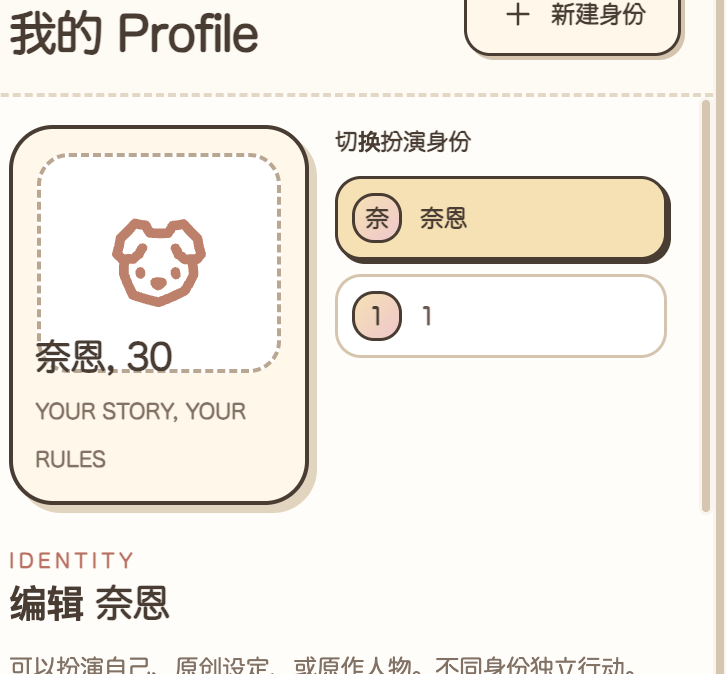 我的 Profile
＋ 新建身份
切换扮演身份
奈 奈恩
1 1
奈恩, 30
YOUR STORY, YOUR
RULES
IDENTITY
编辑 奈恩
可以扮演自己、原创设定、或原作人物。不同身份独立行动。